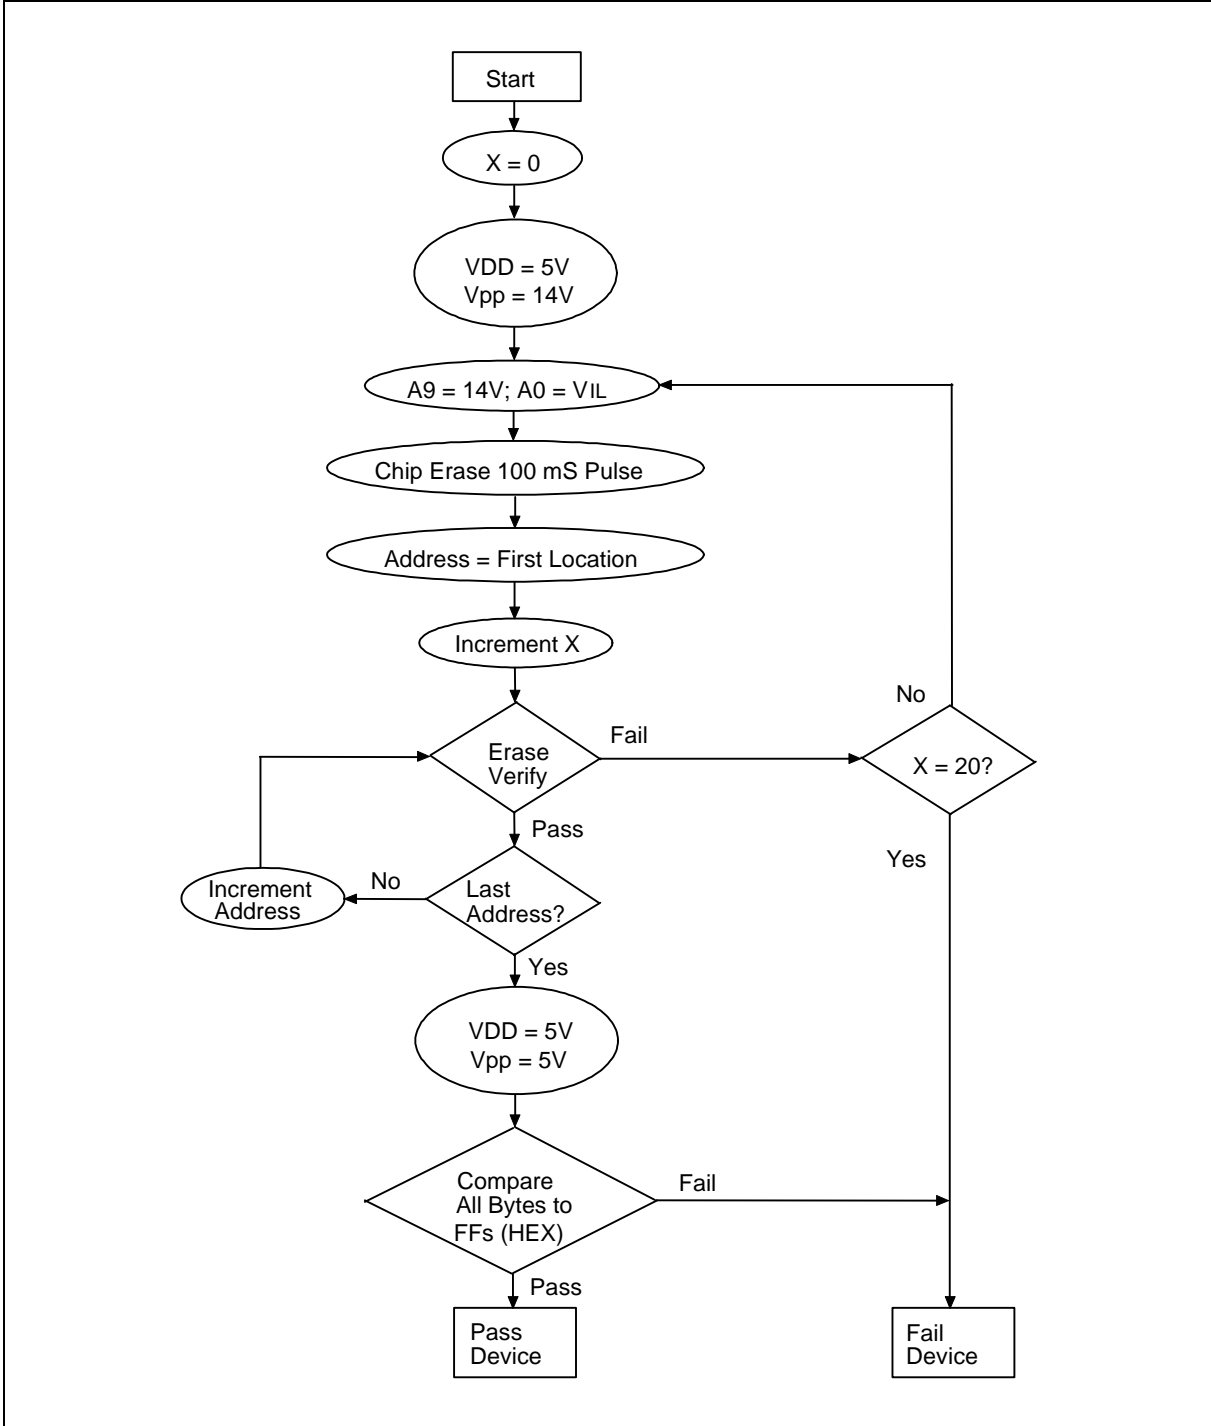 Start
X = 0
VDD = 5V
Vpp = 14V
A9 = 14V; A0 = VIL
Chip Erase 100 mS Pulse
Address = First Location
Increment X
No
Fail
Erase
Verify
X = 20?
Pass
Yes
No
Increment
Address
Last
Address?
Yes
VDD = 5V
Vpp = 5V
Compare
All Bytes to
FFs (HEX)
Fail
Pass
Pass
Device
Fail
Device